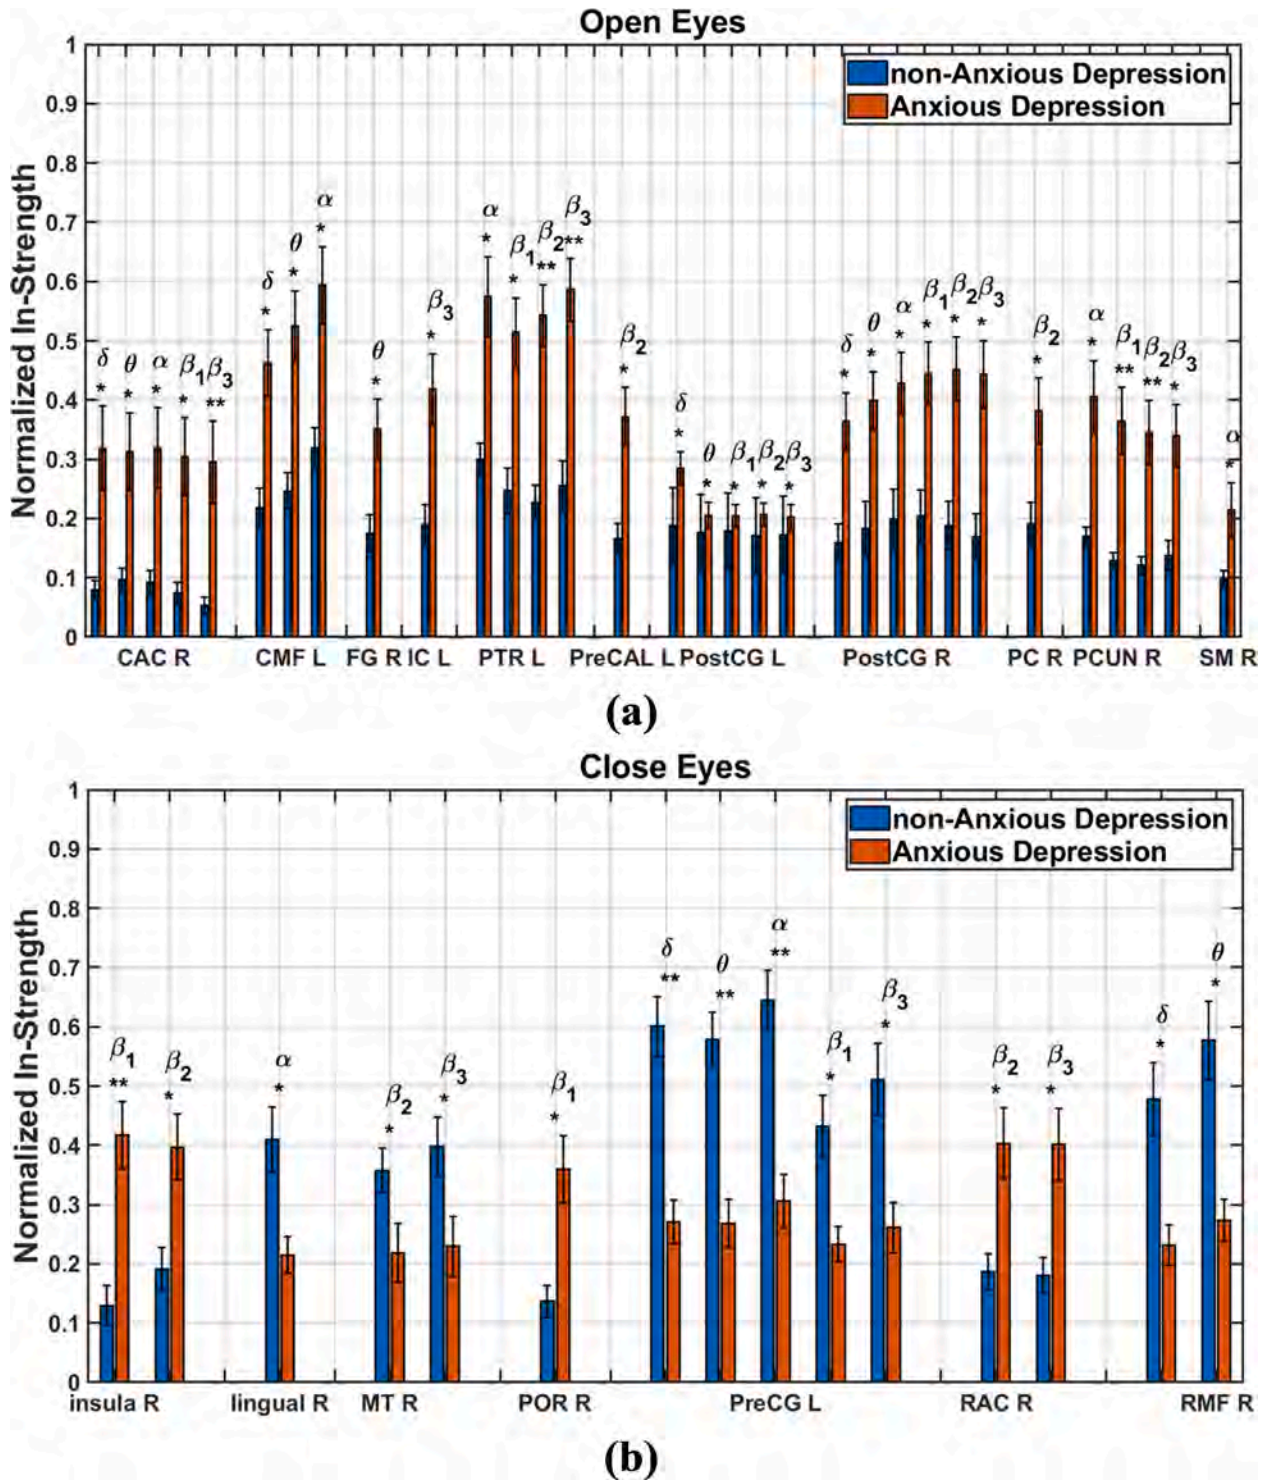 Open Eyes
non-Anxious Depression
Anxious Depression
Normalized In-Strength
1
0.9
0.8
0.7
0.6
0.5
0.4
0.3
0.2
0.1
0
δ θ α β1 β3 δ θ α θ β3 α β1 β2 β3 β2 δ θ β1 β2 β3 δ θ α β1 β2 β3 β2 α β1 β2 β3 α
* * * * ** * * * * * * * ** ** * * * * * * * * * * * * * * ** ** * *
CAC R CMF L FG R IC L PTR L PreCAL L PostCG L PostCG R PC R PCUN R SM R
(a)
Close Eyes
non-Anxious Depression
Anxious Depression
Normalized In-Strength
1
0.9
0.8
0.7
0.6
0.5
0.4
0.3
0.2
0.1
0
β1 β2 α β2 β3 β1 δ θ α β1 β3 β2 β3 δ θ
** * * * * * ** ** ** * * * * * *
insula R lingual R MT R POR R PreCG L RAC R RMF R
(b)